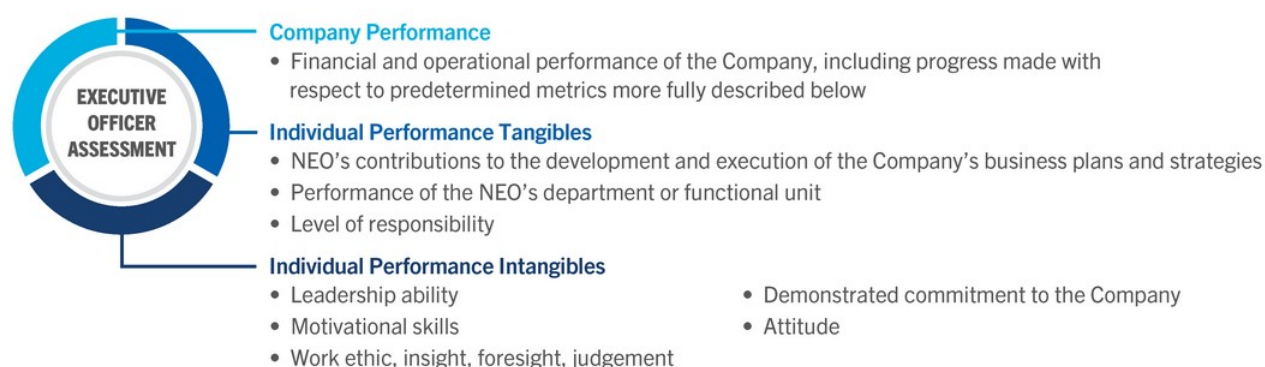 EXECUTIVE
OFFICER
ASSESSMENT
Company Performance
• Financial and operational performance of the Company, including progress made with
respect to predetermined metrics more fully described below
Individual Performance Tangibles
• NEO’s contributions to the development and execution of the Company’s business plans and strategies
• Performance of the NEO’s department or functional unit
• Level of responsibility
Individual Performance Intangibles
• Leadership ability
• Motivational skills
• Work ethic, insight, foresight, judgement
• Demonstrated commitment to the Company
• Attitude